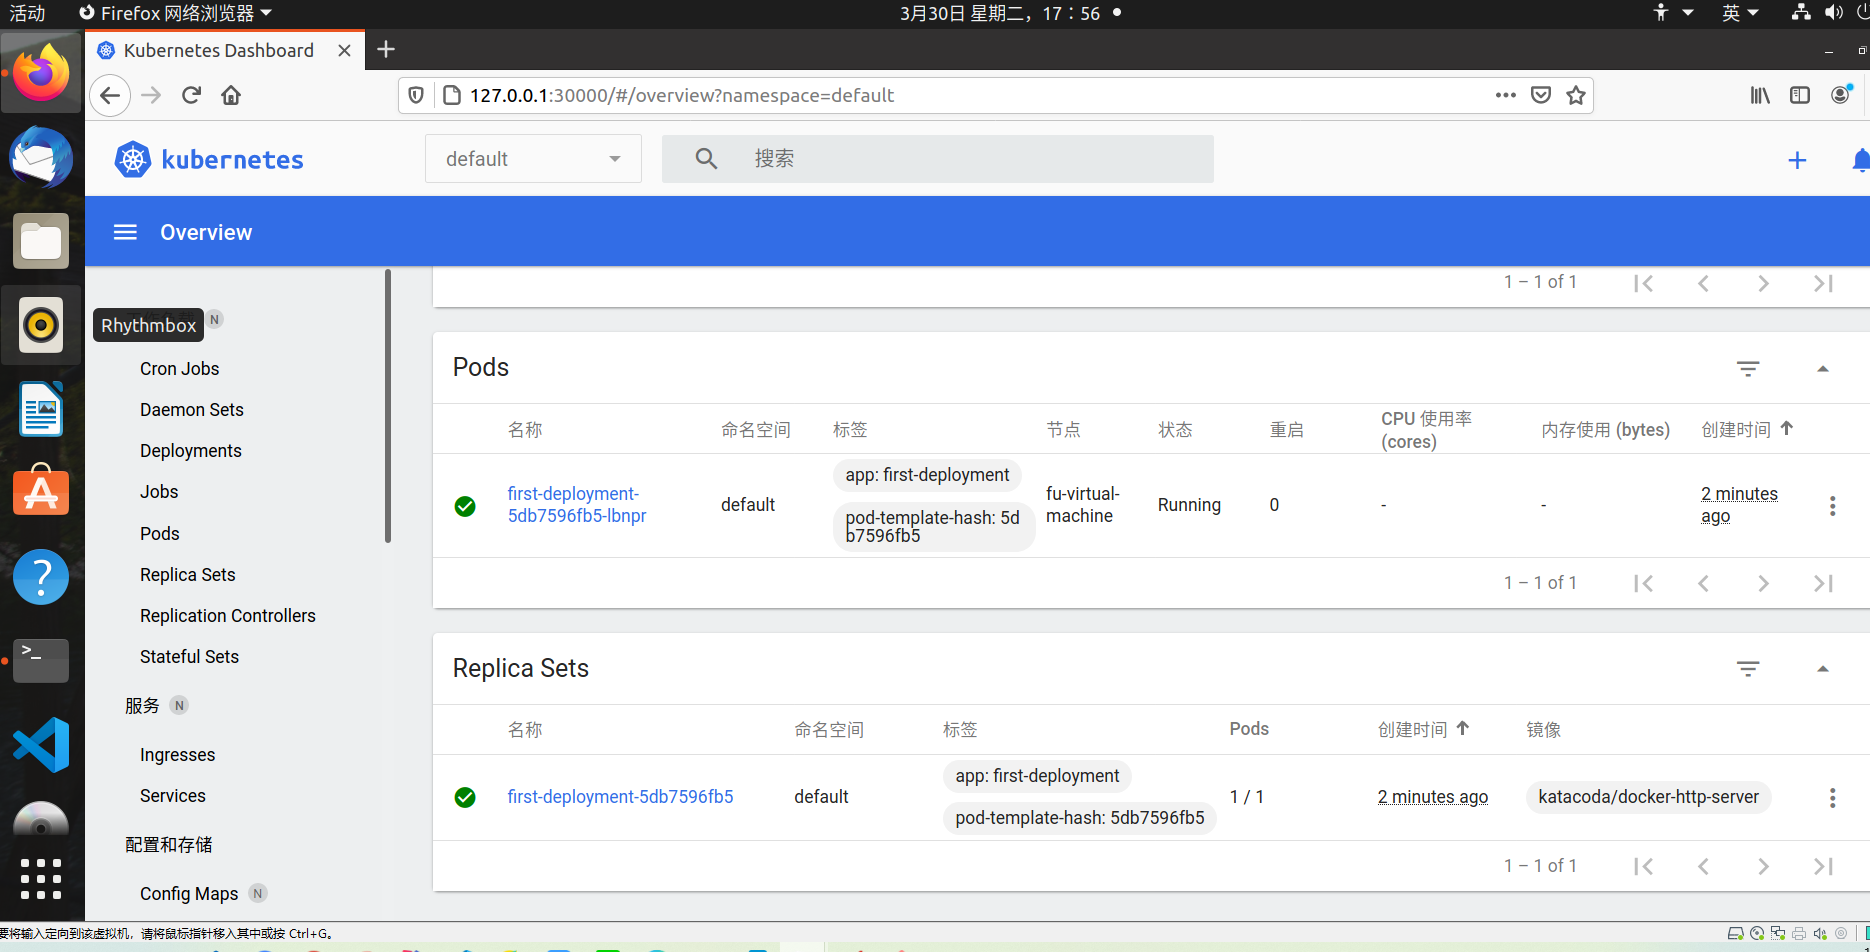 活动 Firefox 网络浏览器 3月30日 星期二，17：56 英
Kubernetes Dashboard
127.0.0.1:30000/#/overview?namespace=default
kubernetes default 搜索
Overview
1 – 1 of 1
Rhythmbox N
Pods
Cron Jobs
Daemon Sets
Deployments
Jobs
Pods
Replica Sets
Replication Controllers
Stateful Sets
服务 N
Ingresses
Services
配置和存储
Config Maps N
名称 命名空间 标签 节点 状态 重启 CPU 使用率 (cores) 内存使用 (bytes) 创建时间
first-deployment-
5db7596fb5-lbnpr
default
app: first-deployment
pod-template-hash: 5d
b7596fb5
fu-virtual-
machine
Running
0
-
-
2 minutes
ago
1 – 1 of 1
Replica Sets
名称 命名空间 标签 Pods 创建时间 镜像
first-deployment-5db7596fb5
default
app: first-deployment
pod-template-hash: 5db7596fb5
1 / 1
2 minutes ago
katacoda/docker-http-server
1 – 1 of 1
要将输入定向到该虚拟机，请将鼠标指针移入其中或按 Ctrl+G。